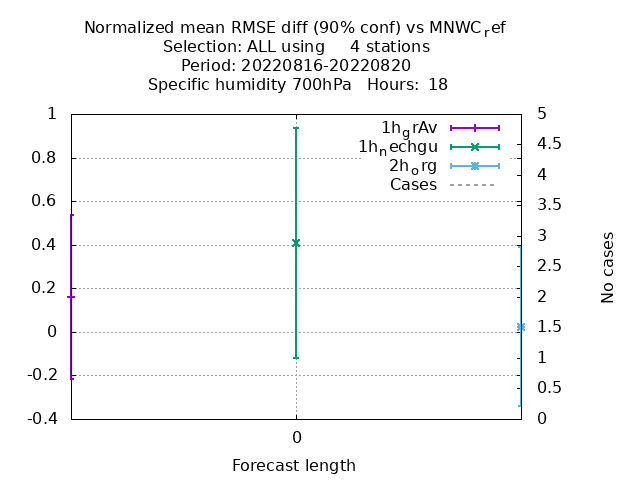 Normalized mean RMSE diff (90% conf) vs MNWC_ref
Selection: ALL using 4 stations
Period: 20220816-20220820
Specific humidity 700hPa Hours: 18
1 5
1h_grAv 4.5
1h_nechgu
0.8 2h_org 4
Cases
0.6 3.5
0.4 3
2.5
0.2 2
0 1.5
1
-0.2 0.5
-0.4 0
0
Forecast length
No cases